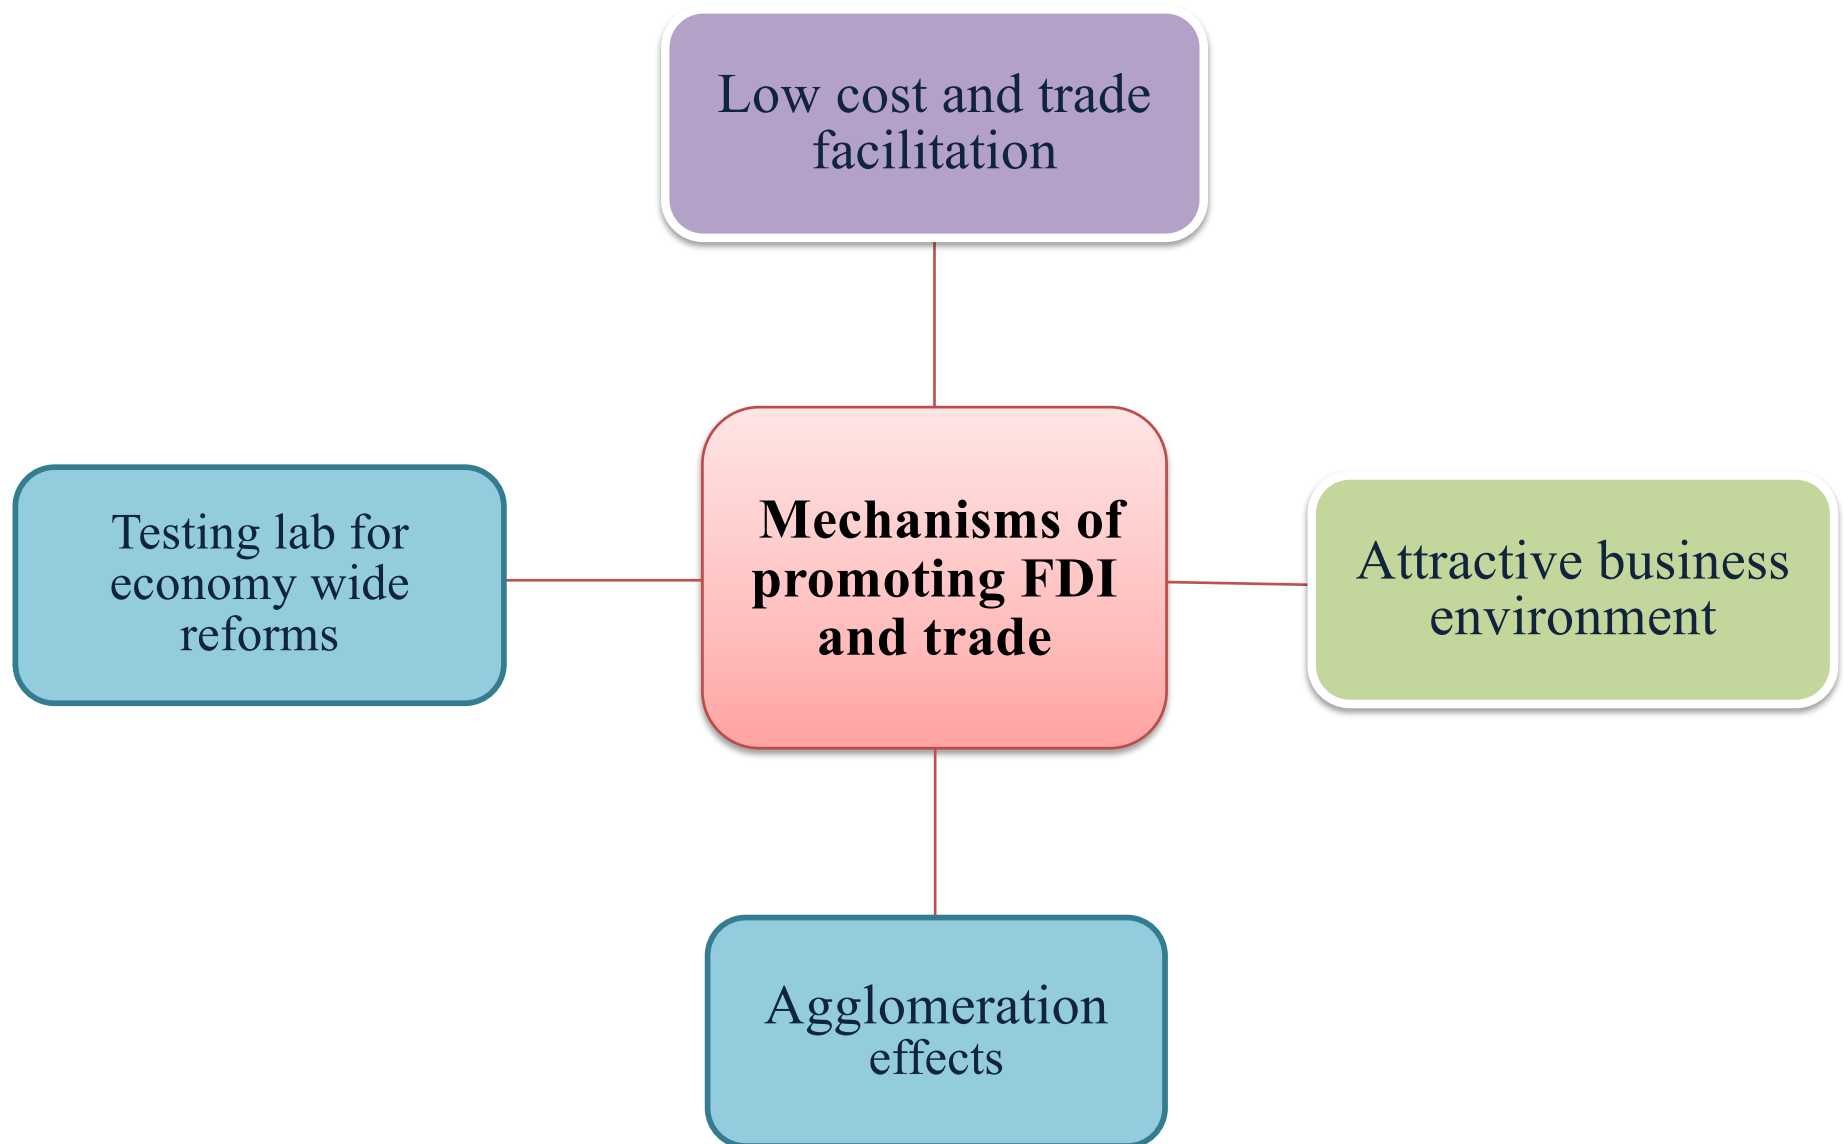 Low cost and trade
facilitation
Testing lab for
economy wide
reforms
Mechanisms of
promoting FDI
and trade
Attractive business
environment
Agglomeration
effects